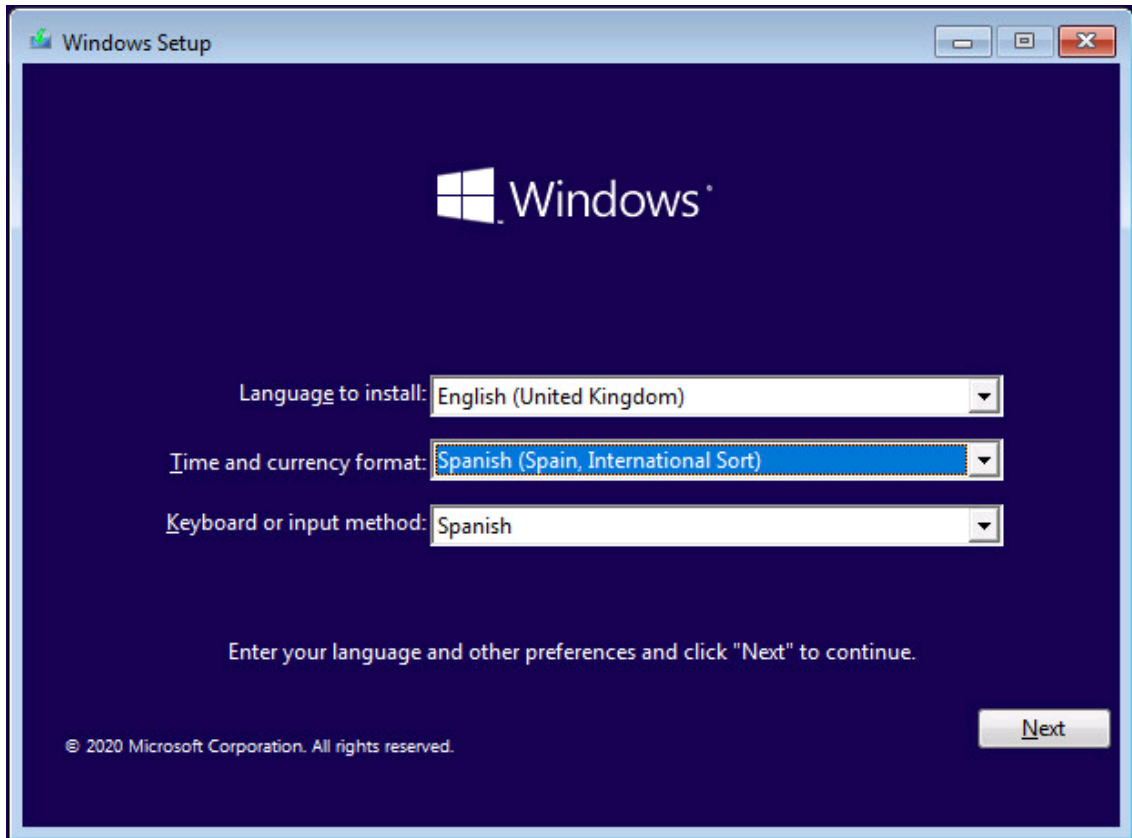 Windows Setup
Windows
Language to install: English (United Kingdom)
Time and currency format: Spanish (Spain, International Sort)
Keyboard or input method: Spanish
Enter your language and other preferences and click "Next" to continue.
Next
© 2020 Microsoft Corporation. All rights reserved.